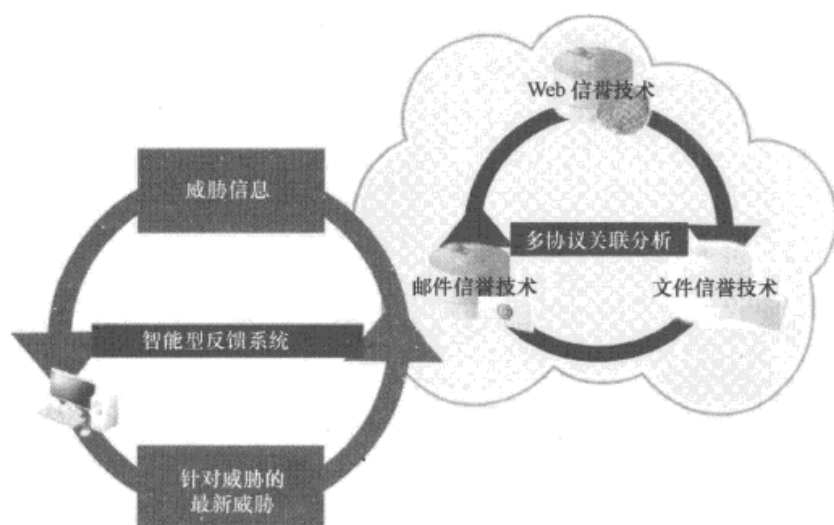 Web 信誉技术
威胁信息
多协议关联分析
邮件信誉技术
文件信誉技术
智能型反馈系统
针对威胁的
最新威胁